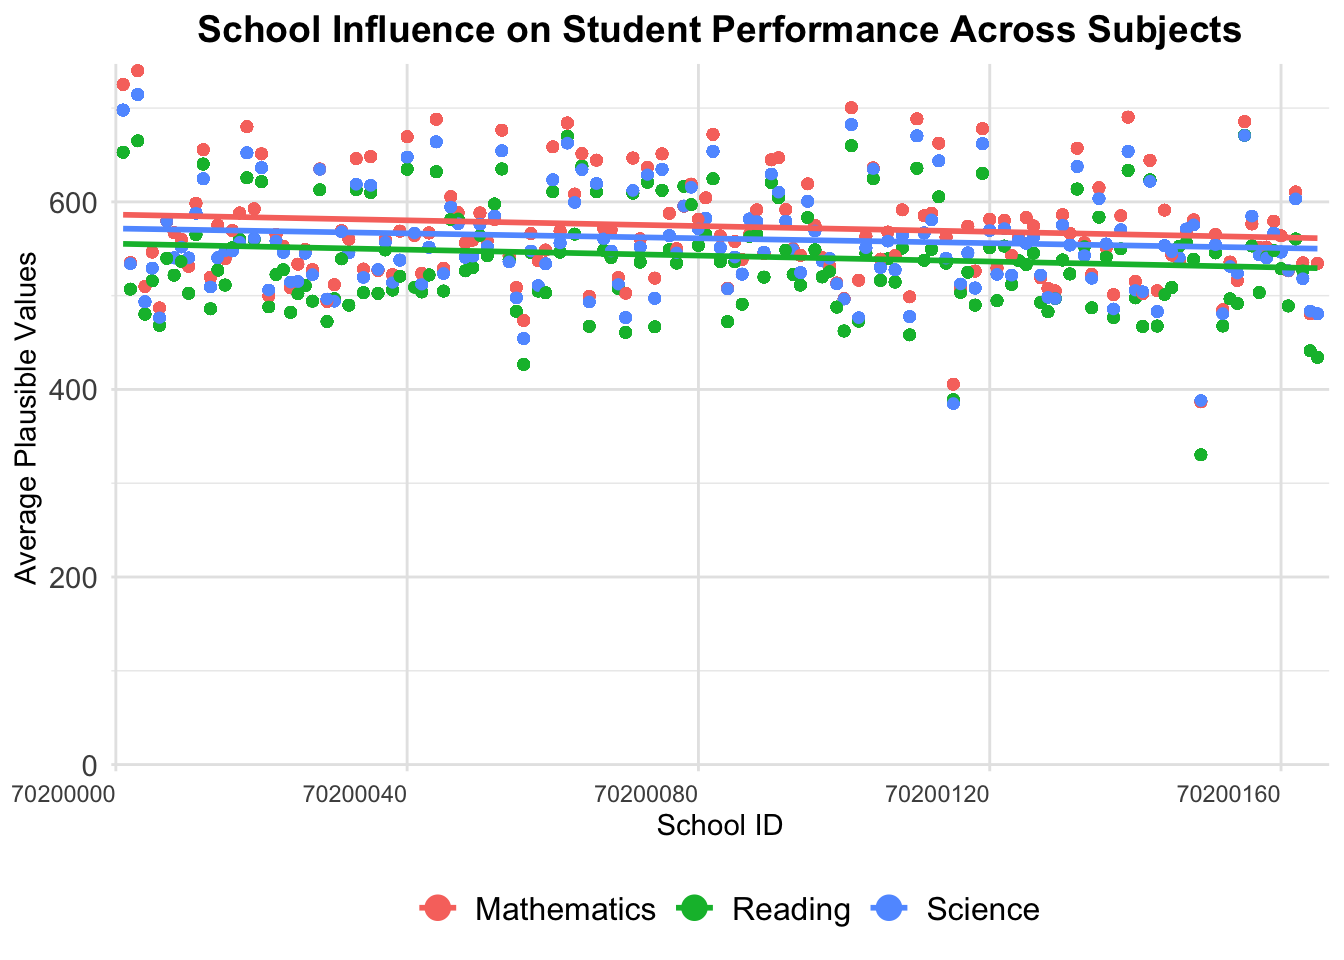 School Influence on Student Performance Across Subjects
Average Plausible Values
600
400
200
0
70200000 70200040 70200080 70200120 70200160
School ID
Mathematics Reading Science